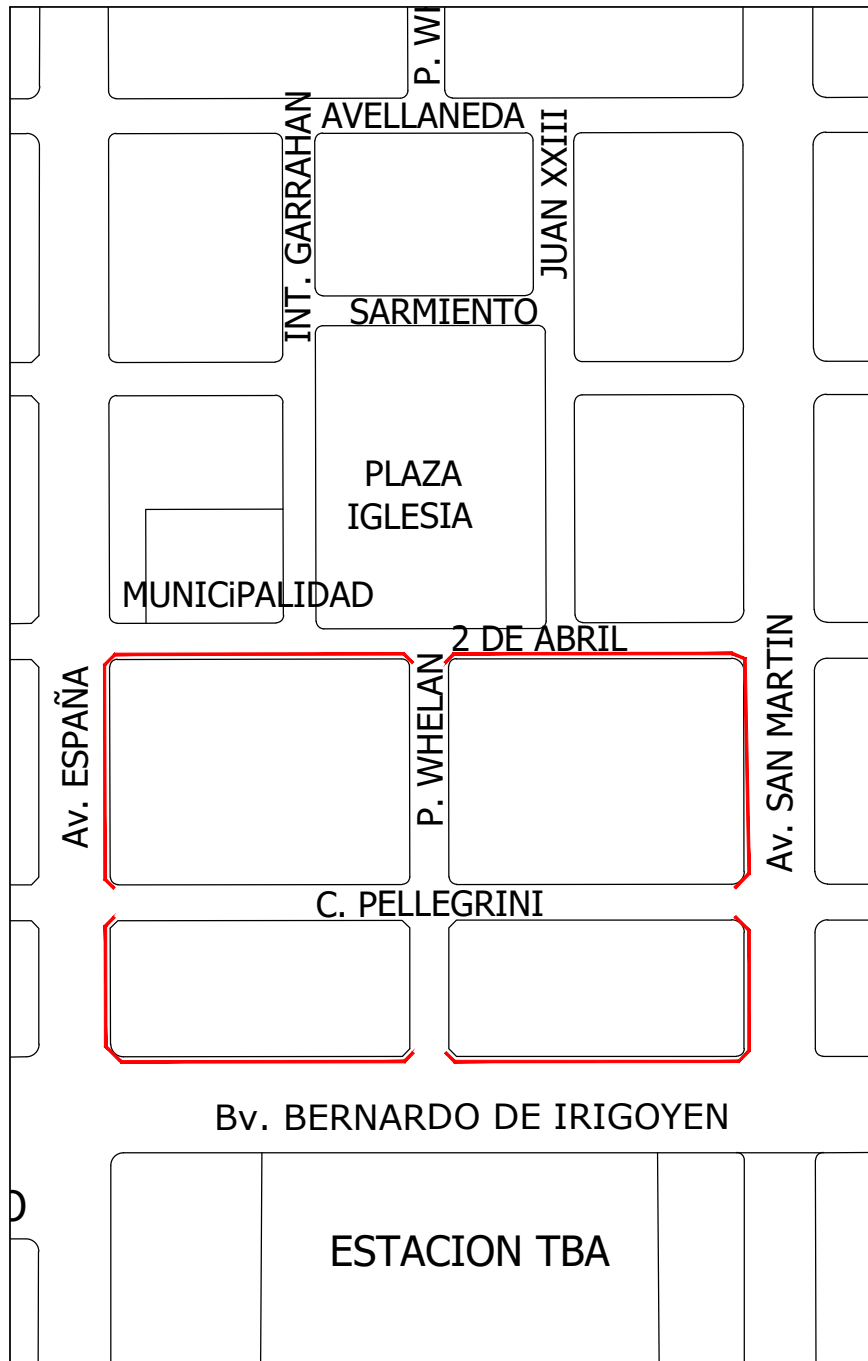 P. WH
AVELLANEDA
INT. GARRAHAN
JUAN XXIII
SARMIENTO
PLAZA
IGLESIA
MUNICiPALIDAD
2 DE ABRIL
Av. ESPAÑA
P. WHELAN
Av. SAN MARTIN
C. PELLEGRINI
Bv. BERNARDO DE IRIGOYEN
ESTACION TBA